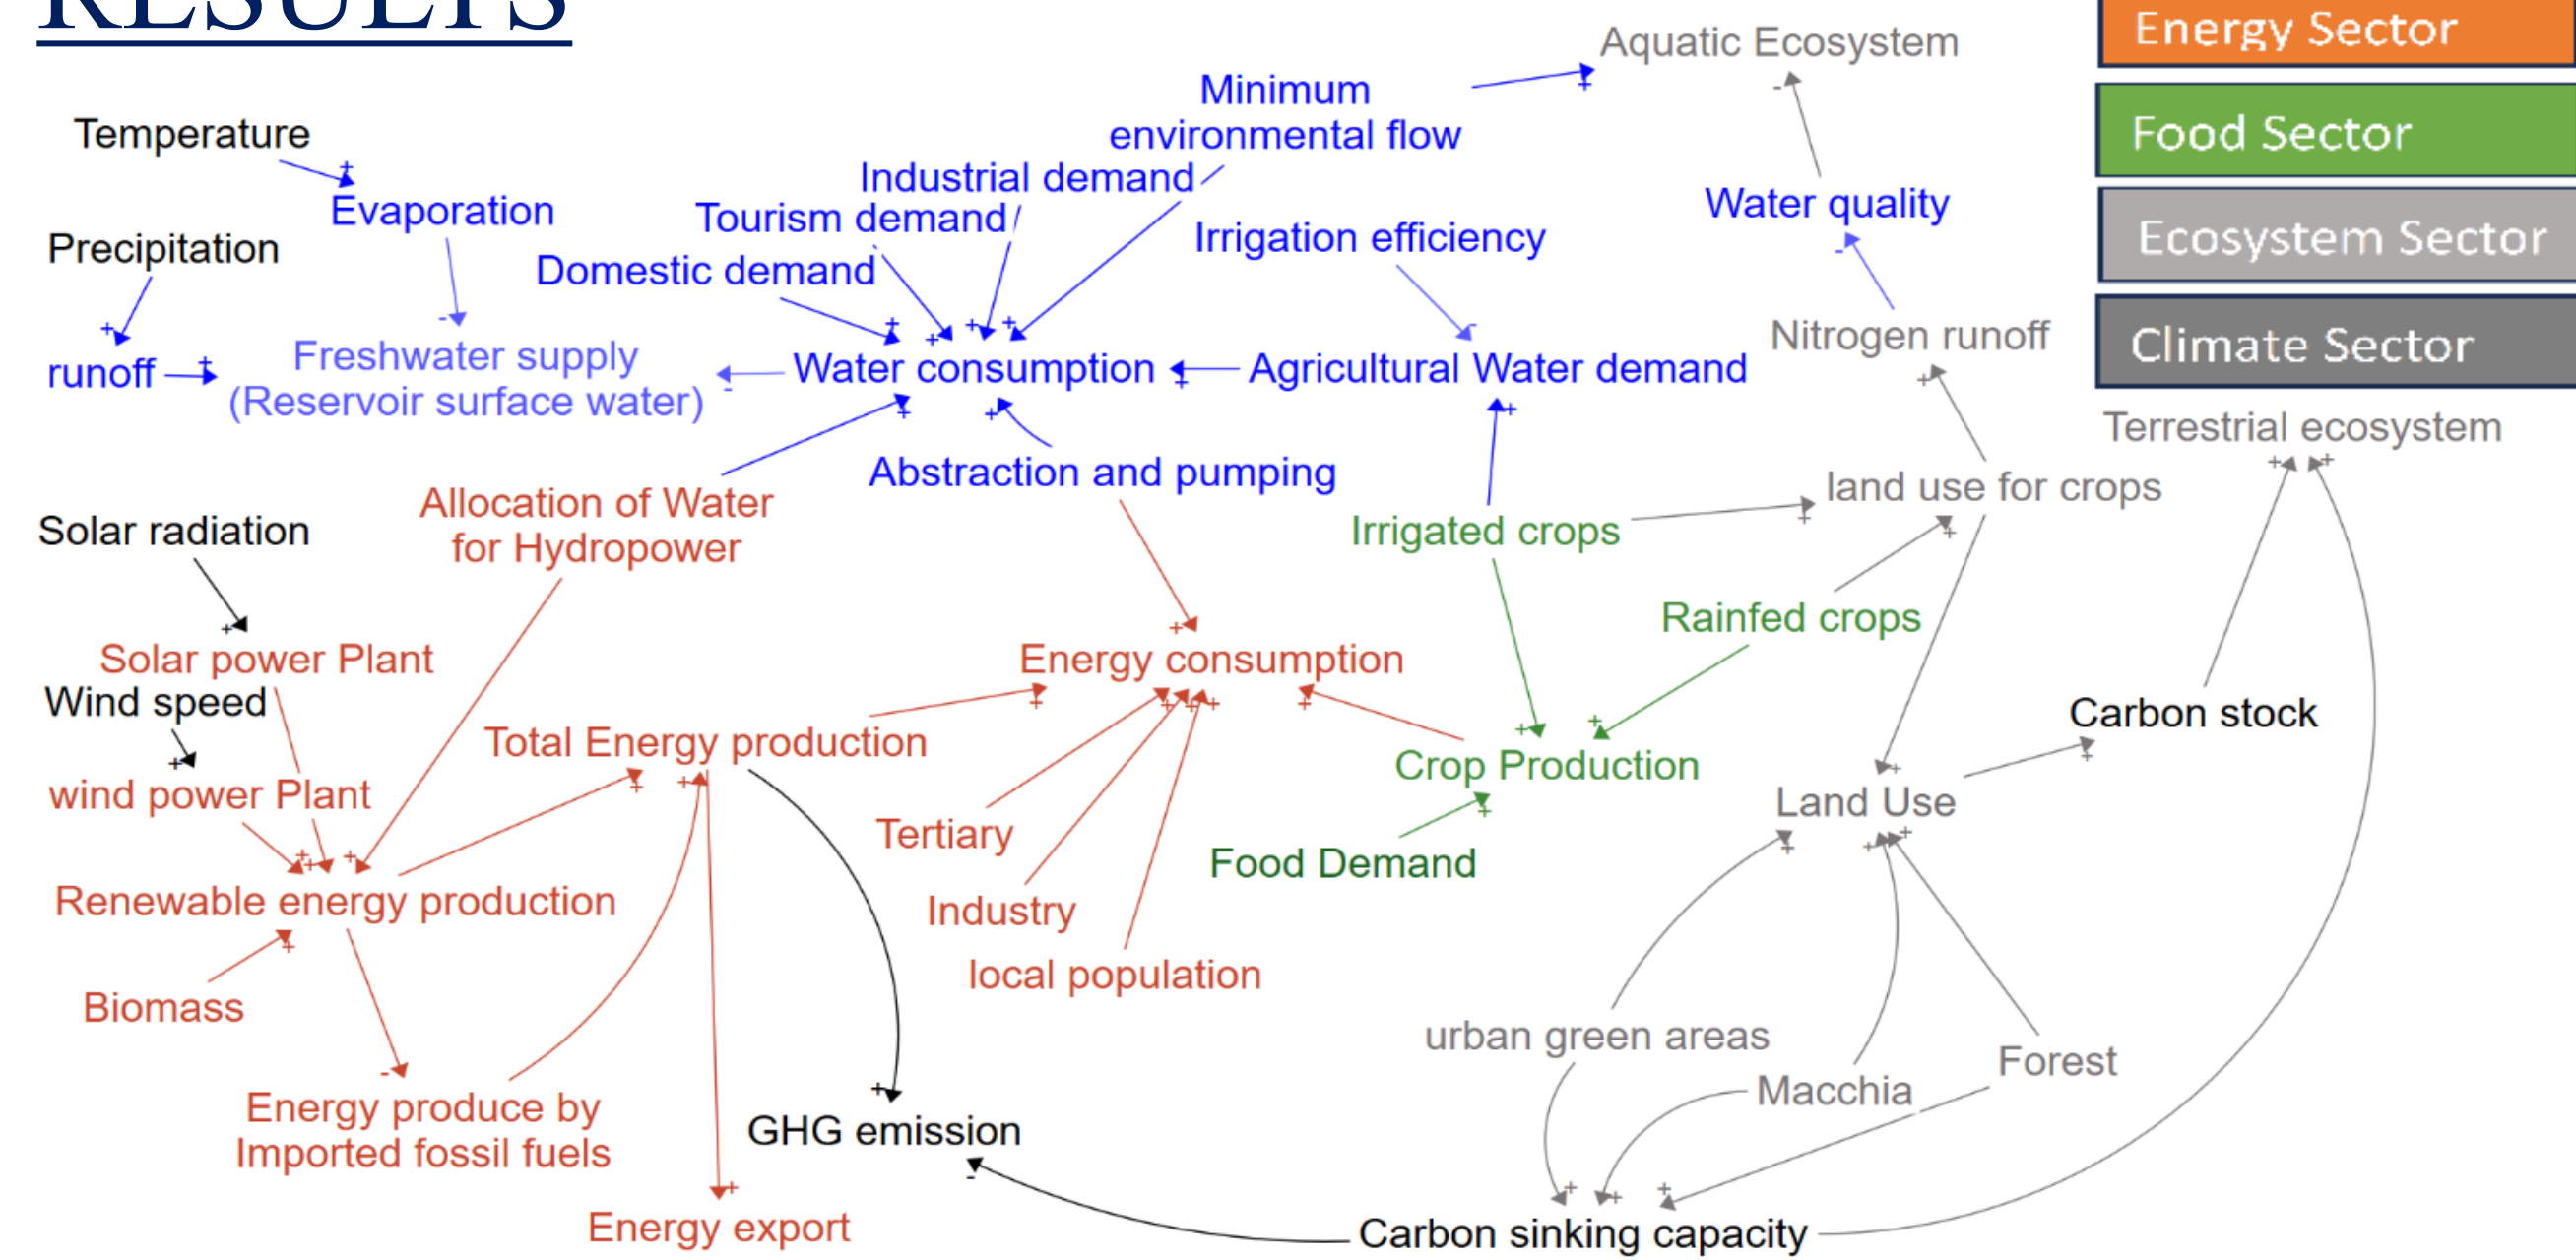 RESULTS
Energy Sector
Aquatic Ecosystem
Minimum
environmental flow
Food Sector
Temperature
Industrial demand
Evaporation
Tourism demand
Water quality
Precipitation
Irrigation efficiency
Ecosystem Sector
Domestic demand
Nitrogen runoff
Climate Sector
runoff
Freshwater supply
(Reservoir surface water)
Water consumption
Agricultural Water demand
Terrestrial ecosystem
Abstraction and pumping
land use for crops
Allocation of Water
for Hydropower
Solar radiation
Irrigated crops
Rainfed crops
Solar power Plant
Energy consumption
Wind speed
Carbon stock
Total Energy production
Crop Production
wind power Plant
Land Use
Tertiary
Food Demand
Renewable energy production
Industry
local population
Biomass
urban green areas
Forest
Macchia
Energy produce by
Imported fossil fuels
GHG emission
Energy export
Carbon sinking capacity